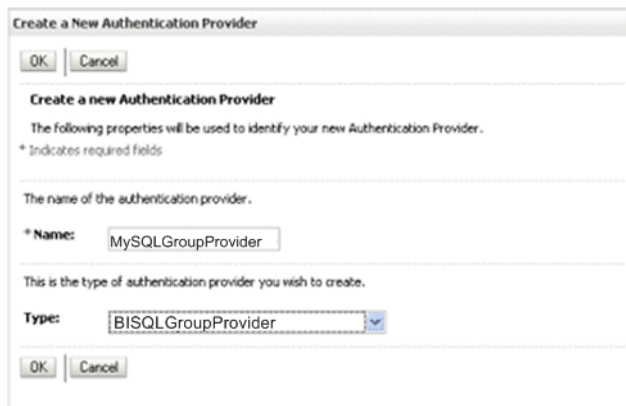 Create a New Authentication Provider
OK Cancel
Create a new Authentication Provider
The following properties will be used to identify your new Authentication Provider.
* Indicates required fields
The name of the authentication provider.
* Name: MySQLGroupProvider
This is the type of authentication provider you wish to create.
Type: BISQLGroupProvider
OK Cancel